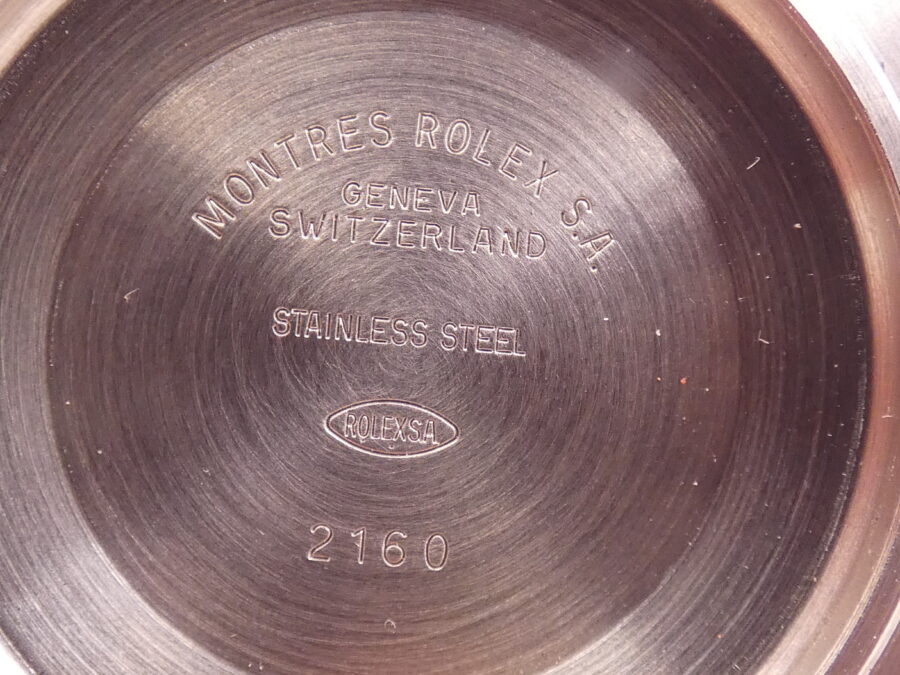 MONTRES ROLEX S.A.
GENEVA
SWITZERLAND
STAINLESS STEEL
ROLEXSA
2160